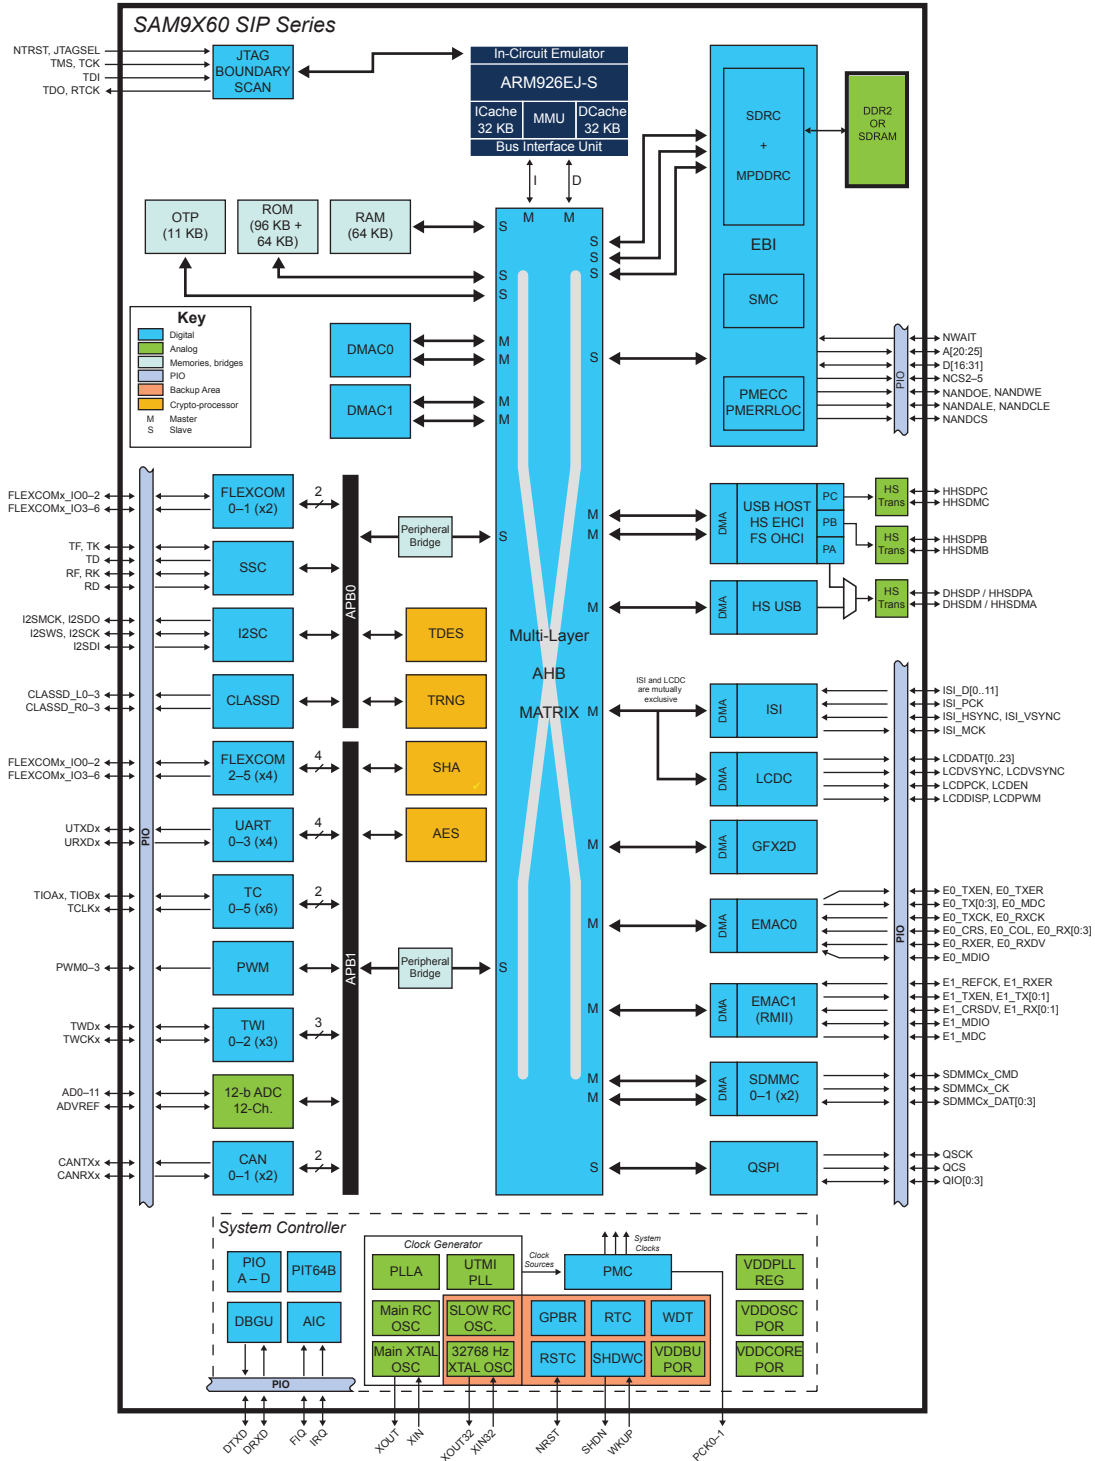 SAM9X60 SIP Series
NTRST, JTAGSEL
TMS, TCK
TDI
TDO, RTCK
JTAG
BOUNDARY
SCAN
In-Circuit Emulator
ARM926EJ-S
ICache
32 KB
MMU
DCache
32 KB
Bus Interface Unit
I
D
SDRC
+
MPDDRC
EBI
SMC
PMECC
PMERRLOC
DDR2
OR
SDRAM
OTP
(11 KB)
ROM
(96 KB +
64 KB)
RAM
(64 KB)
M
M
S
S
S
S
S
S
Key
Digital
Analog
Memories, bridges
PIO
Backup Area
Crypto-processor
M Master
S Slave
DMAC0
DMAC1
M
M
M
M
S
PIO
NWAIT
A[20:25]
D[16:31]
NCS2–5
NANDOE, NANDWE
NANDALE, NANDCLE
NANDCS
FLEXCOMx_IO0–2
FLEXCOMx_IO3–6
TF, TK
TD
RF, RK
RD
I2SMCK, I2SDO
I2SWS, I2SCK
I2SDI
CLASSD_L0–3
CLASSD_R0–3
FLEXCOMx_IO0–2
FLEXCOMx_IO3–6
UTXDx
URXDx
TIOAx, TIOBx
TCLKx
PWM0–3
TWDx
TWCKx
AD0–11
ADVREF
CANTXx
CANRXx
PIO
FLEXCOM
0–1 (x2)
2
SSC
I2SC
CLASSD
FLEXCOM
2–5 (x4)
4
UART
0–3 (x4)
4
TC
0–5 (x6)
2
PWM
TWI
0–2 (x3)
3
12-b ADC
12-Ch.
CAN
0–1 (x2)
2
APB0
APB1
Peripheral
Bridge
S
TDES
TRNG
SHA
AES
Peripheral
Bridge
S
Multi-Layer
AHB
MATRIX
M
M
M
M
M
M
M
M
M
S
DMA
USB HOST
HS EHCI
FS OHCI
PC
PB
PA
HS
Trans
HS
Trans
HS
Trans
HHSDPC
HHSDMC
HHSDPB
HHSDMB
DHSDP / HHSDPA
DHSDM / HHSDMA
DMA
HS USB
ISI and LCDC
are mutually
exclusive
DMA
ISI
DMA
LCDC
DMA
GFX2D
DMA
EMAC0
DMA
EMAC1
(RMII)
DMA
SDMMC
0–1 (x2)
QSPI
PIO
ISI_D[0..11]
ISI_PCK
ISI_HSYNC, ISI_VSYNC
ISI_MCK
LCDDAT[0..23]
LCDVSYNC, LCDVSYNC
LCDPCK, LCDEN
LCDDISP, LCDPWM
E0_TXEN, E0_TXER
E0_TX[0:3], E0_MDC
E0_TXCK, E0_RXCK
E0_CRS, E0_COL, E0_RX[0:3]
E0_RXER, E0_RXDV
E0_MDIO
E1_REFCK, E1_RXER
E1_TXEN, E1_TX[0:1]
E1_CRSDV, E1_RX[0:1]
E1_MDIO
E1_MDC
SDMMCx_CMD
SDMMCx_CK
SDMMCx_DAT[0:3]
QSCK
QCS
QIO[0:3]
System Controller
PIO
A – D
PIT64B
DBGU
AIC
PIO
Clock Generator
PLLA
UTMI
PLL
Main RC
OSC
SLOW RC
OSC.
Main XTAL
OSC
32768 Hz
XTAL OSC
Clock
Sources
System
Clocks
PMC
GPBR
RTC
WDT
RSTC
SHDWC
VDDBU
POR
VDDPLL
REG
VDDOSC
POR
VDDCORE
POR
DTXD
DRXD
FIQ
IRQ
XOUT
XIN
XOUT32
XIN32
NRST
SHDN
WKUP
PCK0–1